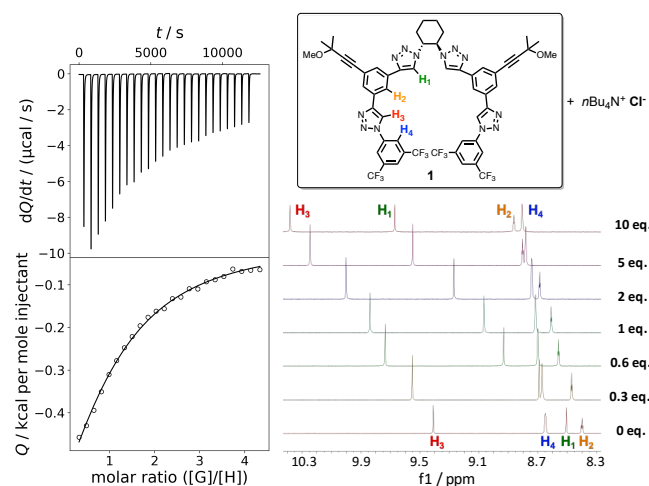 t / s
0 5000 10000
0
−2
−4
−6
−8
−10
dQ/dt / (μcal / s)
−0.1
−0.2
−0.3
−0.4
Q / kcal per mole injectant
1 2 3 4
molar ratio ([G]/[H])
MeO
N N N
N N N
OMe
H₁
H₂
H₃
H₄
N N N
N N N
CF₃ CF₃
CF₃ CF₃
1
+ nBu₄N⁺ Cl⁻
H₃ H₁ H₂ H₄
10 eq.
5 eq.
2 eq.
1 eq.
0.6 eq.
0.3 eq.
0 eq.
H₃ H₄ H₁ H₂
10.3 9.9 9.5 9.1 8.7 8.3
f1 / ppm